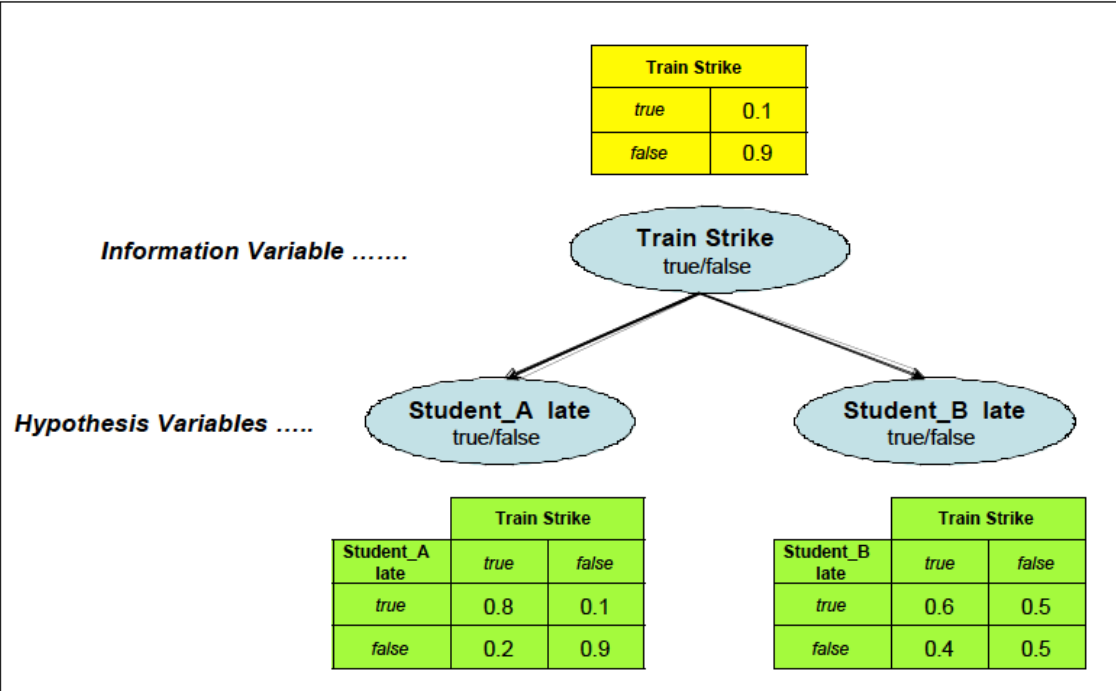 Train Strike
true 0.1
false 0.9
Information Variable …….
Train Strike
true/false
Hypothesis Variables …..
Student_A late
true/false
Student_B late
true/false
Train Strike
Student_A late true false
true 0.8 0.1
false 0.2 0.9
Train Strike
Student_B late true false
true 0.6 0.5
false 0.4 0.5